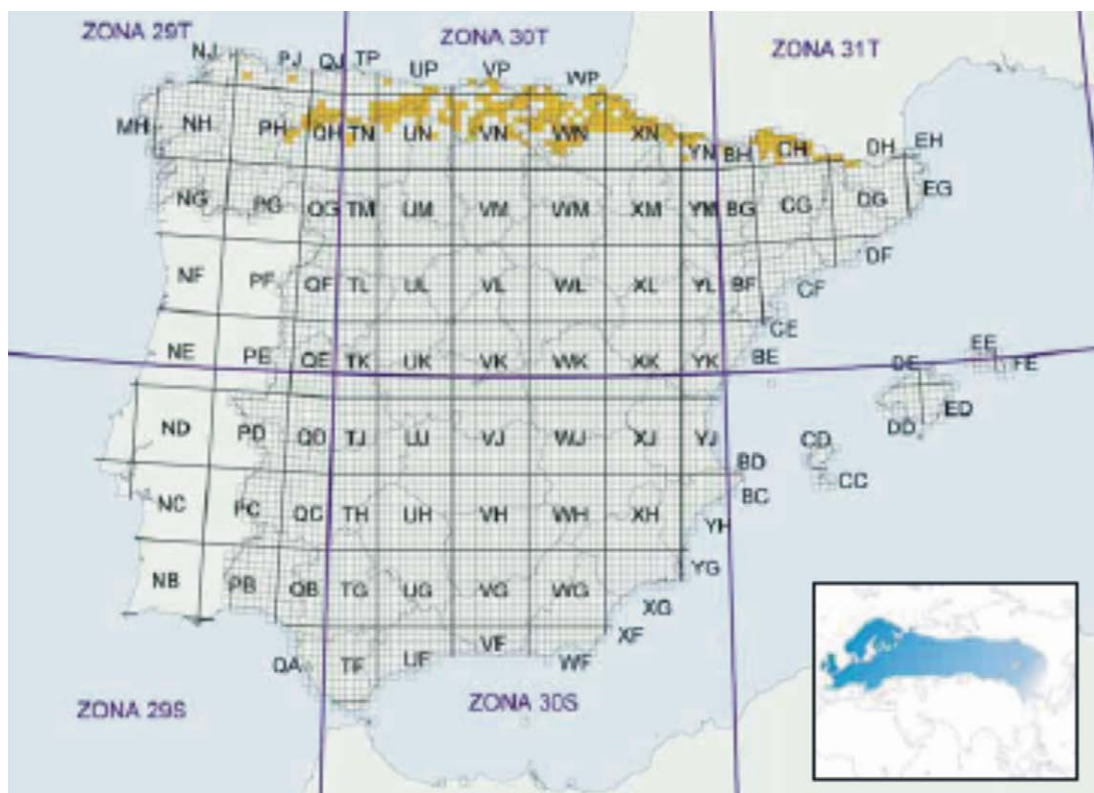 ZONA 29T ZONA 30T ZONA 31T
NJ PJ QJ TP UP VP WP
MH NH PH QH TN UN VN WN XN YN BH CH DH EH
NG PG QG TM UM VM WM XM YM BG CG DG EG
NF PF QF TL UL VL WL XL YL BF CF DF
NE PE QE TK UK VK WK XK YK BE CE DE EE FE
ND PD QD TJ UJ VJ WJ XJ YJ BD CD DD ED
NC PC QC TH UH VH WH XH YH BC CC
NB PB QB TG UG VG WG XG YG
QA TF UF VF WF XF
ZONA 29S ZONA 30S